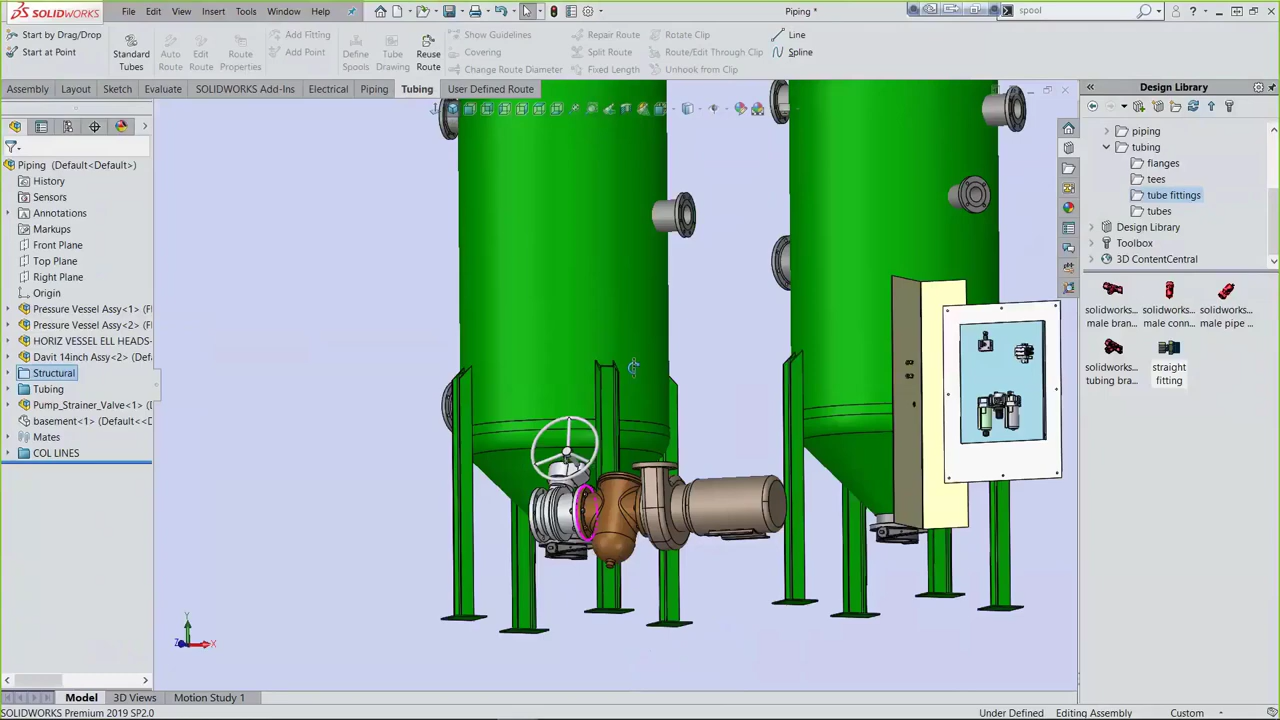 SOLIDWORKS
File
Edit
View
Insert
Tools
Window
Help
Piping *
spool
Start by Drag/Drop
Start at Point
Standard Tubes
Auto Route
Edit Route
Route Properties
Add Fitting
Add Point
Define Spools
Tube Drawing
Reuse Route
Show Guidelines
Covering
Change Route Diameter
Repair Route
Split Route
Fixed Length
Rotate Clip
Route/Edit Through Clip
Unhook from Clip
Line
Spline
Assembly
Layout
Sketch
Evaluate
SOLIDWORKS Add-Ins
Electrical
Piping
Tubing
User Defined Route
Piping (Default<Default>)
History
Sensors
Annotations
Markups
Front Plane
Top Plane
Right Plane
Origin
Pressure Vessel Assy<1> (Fl
Pressure Vessel Assy<2> (Fl
HORIZ VESSEL ELL HEADS-
Davit 14inch Assy<2> (Defa
Structural
Tubing
Pump_Strainer_Valve<1> (D
basement<1> (Default<<D
Mates
COL LINES
Design Library
piping
tubing
flanges
tees
tube fittings
tubes
Design Library
Toolbox
3D ContentCentral
solidworks...
male bran...
solidworks...
male conn...
solidworks...
male pipe ...
solidworks...
tubing bra...
straight
fitting
Model
3D Views
Motion Study 1
SOLIDWORKS Premium 2019 SP2.0
Under Defined
Editing Assembly
Custom